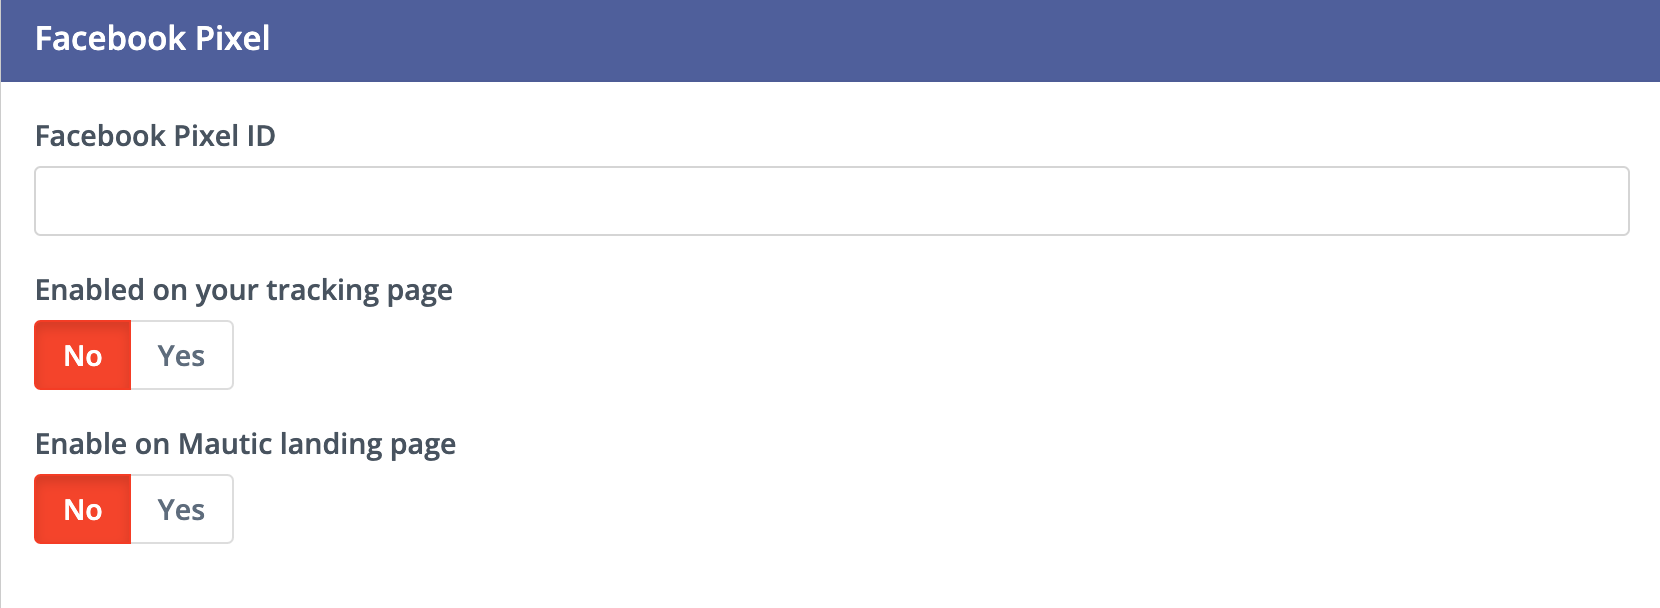 Facebook Pixel
Facebook Pixel ID
Enabled on your tracking page
No Yes
Enable on Mautic landing page
No Yes